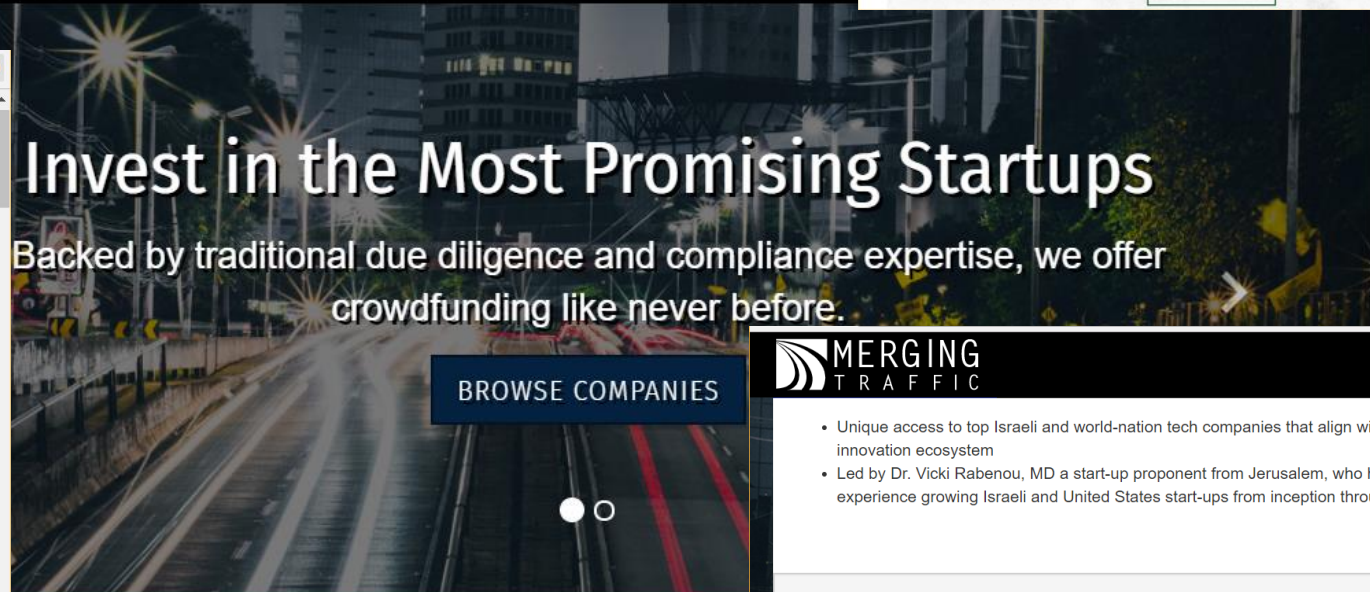 Invest in the Most Promising Startups
Backed by traditional due diligence and compliance expertise, we offer
crowdfunding like never before.
BROWSE COMPANIES
MERGING
TRAFFIC
• Unique access to top Israeli and world-nation tech companies that align
innovation ecosystem
• Led by Dr. Vicki Rabenou, MD a start-up proponent from Jerusalem, who
experience growing Israeli and United States start-ups from inception